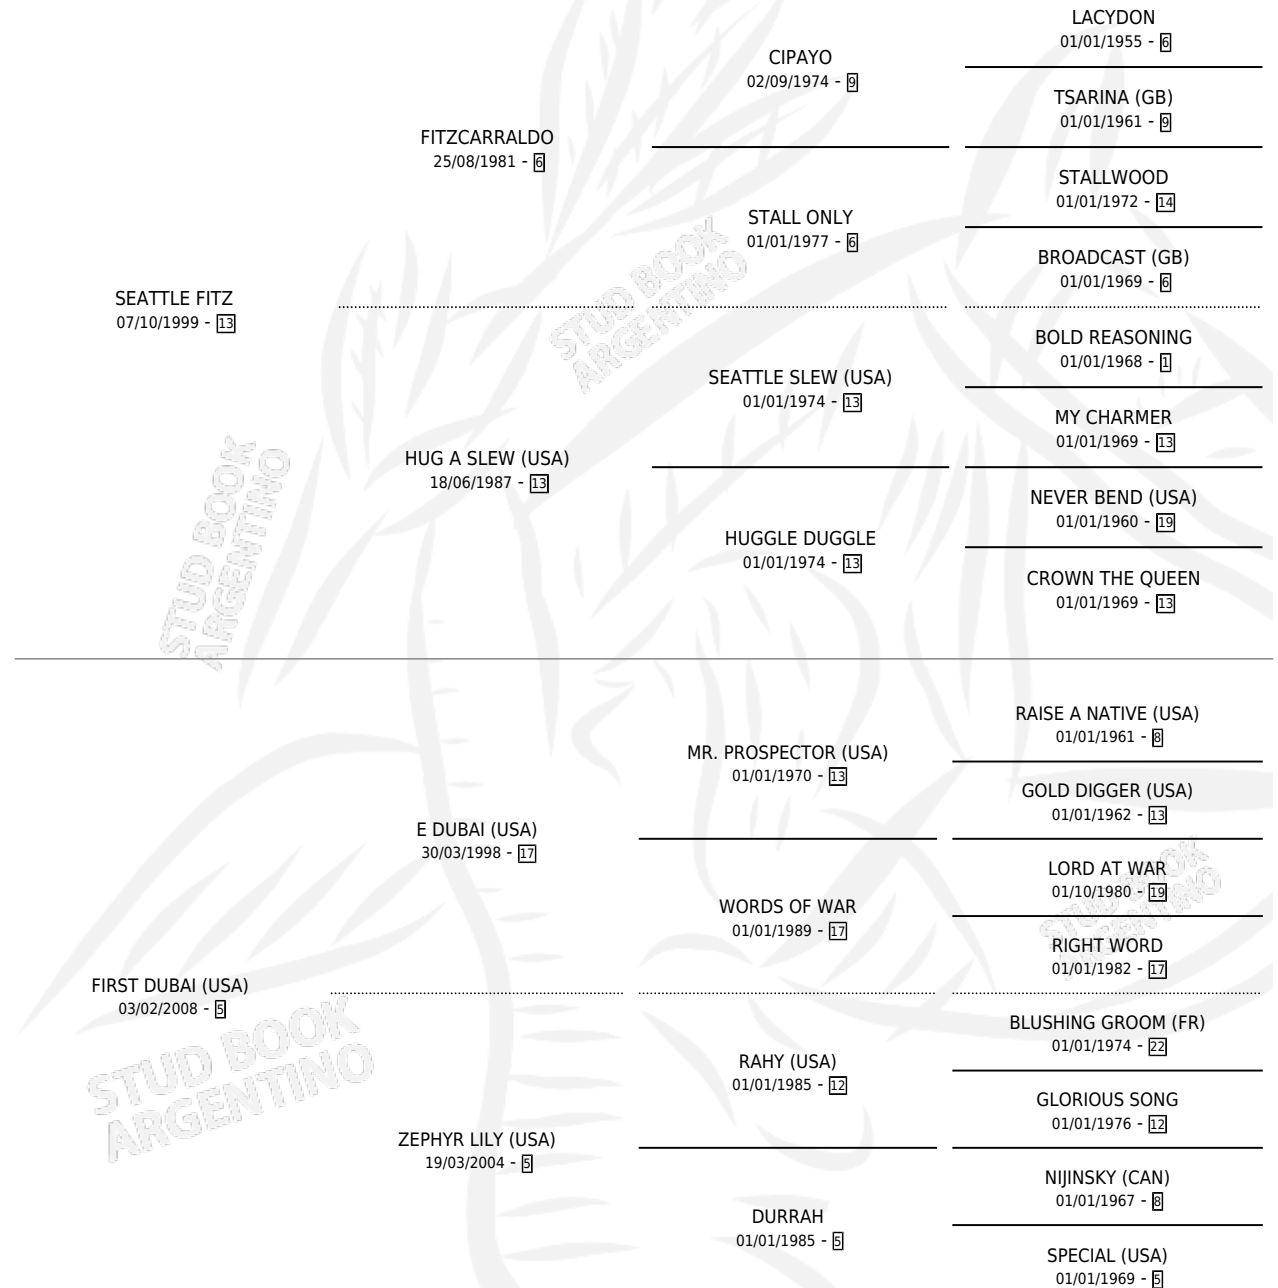 LACYDON
01/01/1955 - 6
CIPAYO
02/09/1974 - 9
TSARINA (GB)
01/01/1961 - 9
FITZCARRALDO
25/08/1981 - 6
STALLWOOD
01/01/1972 - 14
STALL ONLY
01/01/1977 - 6
BROADCAST (GB)
01/01/1969 - 6
SEATTLE FITZ
07/10/1999 - 13
STUD BOOK
ARGENTINO
BOLD REASONING
01/01/1968 - 1
SEATTLE SLEW (USA)
01/01/1974 - 13
MY CHARMER
01/01/1969 - 13
HUG A SLEW (USA)
18/06/1987 - 13
NEVER BEND (USA)
01/01/1960 - 19
HUGGLE DUGGLE
01/01/1974 - 13
CROWN THE QUEEN
01/01/1969 - 13
STUD BOOK
ARGENTINO
RAISE A NATIVE (USA)
01/01/1961 - 8
MR. PROSPECTOR (USA)
01/01/1970 - 13
GOLD DIGGER (USA)
01/01/1962 - 13
E DUBAI (USA)
30/03/1998 - 17
LORD AT WAR
01/10/1980 - 19
STUD BOOK
ARGENTINO
WORDS OF WAR
01/01/1989 - 17
RIGHT WORD
01/01/1982 - 17
FIRST DUBAI (USA)
03/02/2008 - 5
BLUSHING GROOM (FR)
01/01/1974 - 22
STUD BOOK
ARGENTINO
RAHY (USA)
01/01/1985 - 12
GLORIOUS SONG
01/01/1976 - 12
ZEPHYR LILY (USA)
19/03/2004 - 5
NIJINSKY (CAN)
01/01/1967 - 8
DURRAH
01/01/1985 - 5
SPECIAL (USA)
01/01/1969 - 5